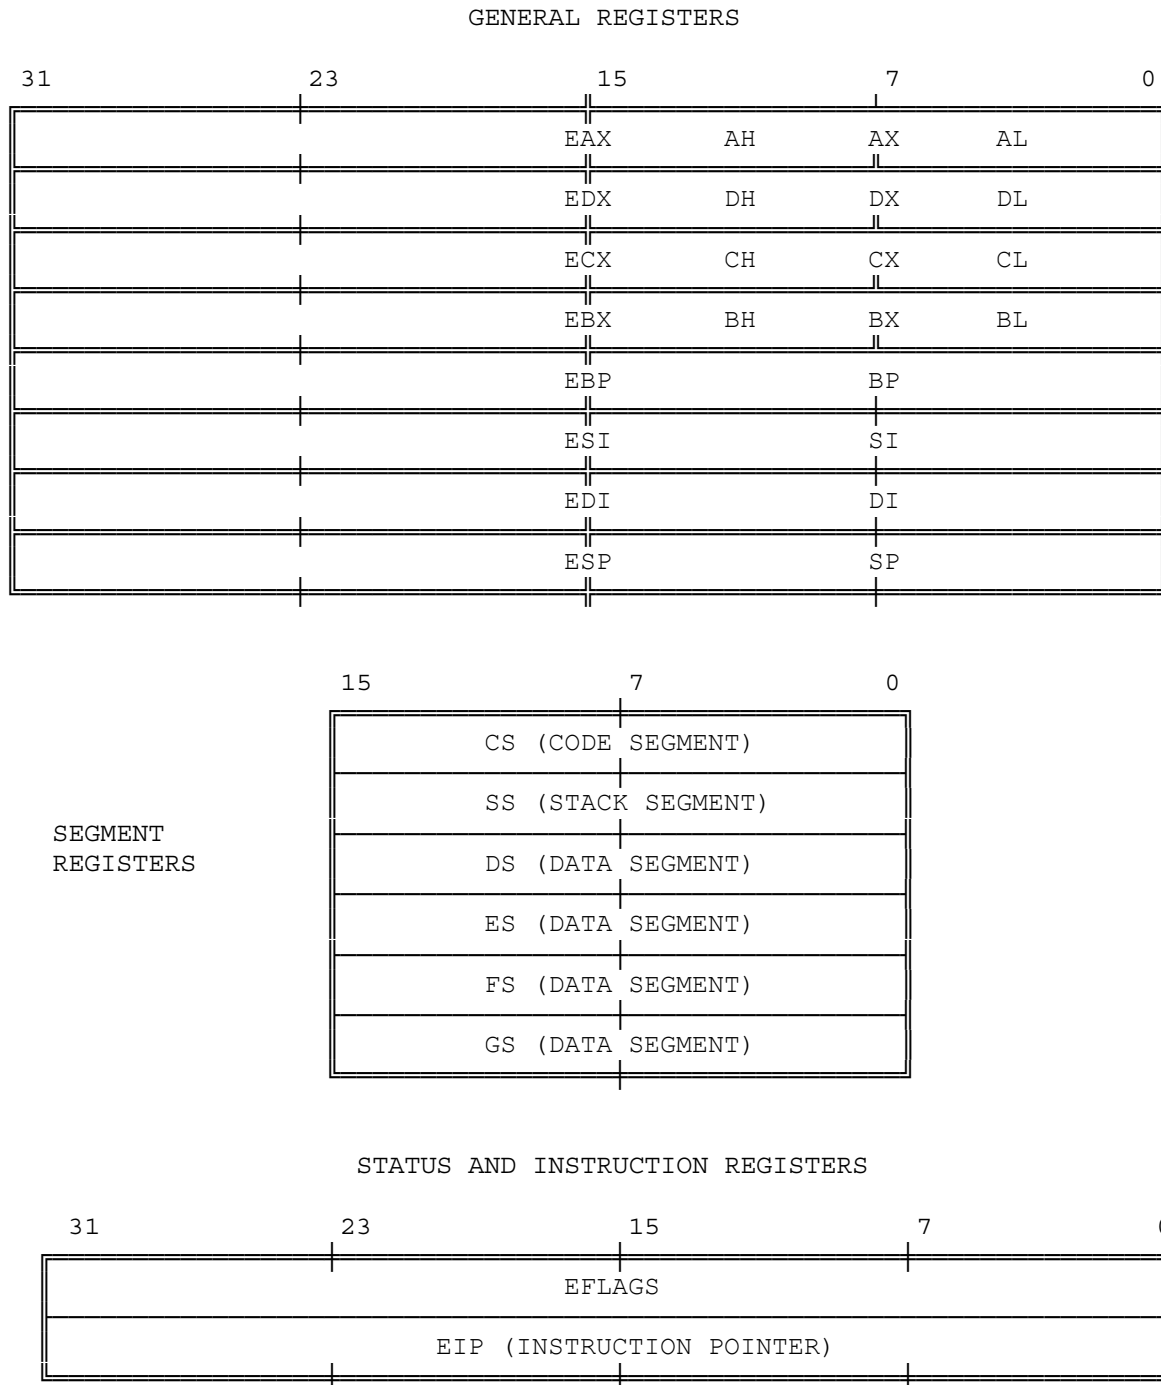 GENERAL REGISTERS
31 23 15 7 0
EAX AH AX AL
EDX DH DX DL
ECX CH CX CL
EBX BH BX BL
EBP BP
ESI SI
EDI DI
ESP SP
15 7 0
CS (CODE SEGMENT)
SS (STACK SEGMENT)
SEGMENT
REGISTERS
DS (DATA SEGMENT)
ES (DATA SEGMENT)
FS (DATA SEGMENT)
GS (DATA SEGMENT)
STATUS AND INSTRUCTION REGISTERS
31 23 15 7 0
EFLAGS
EIP (INSTRUCTION POINTER)